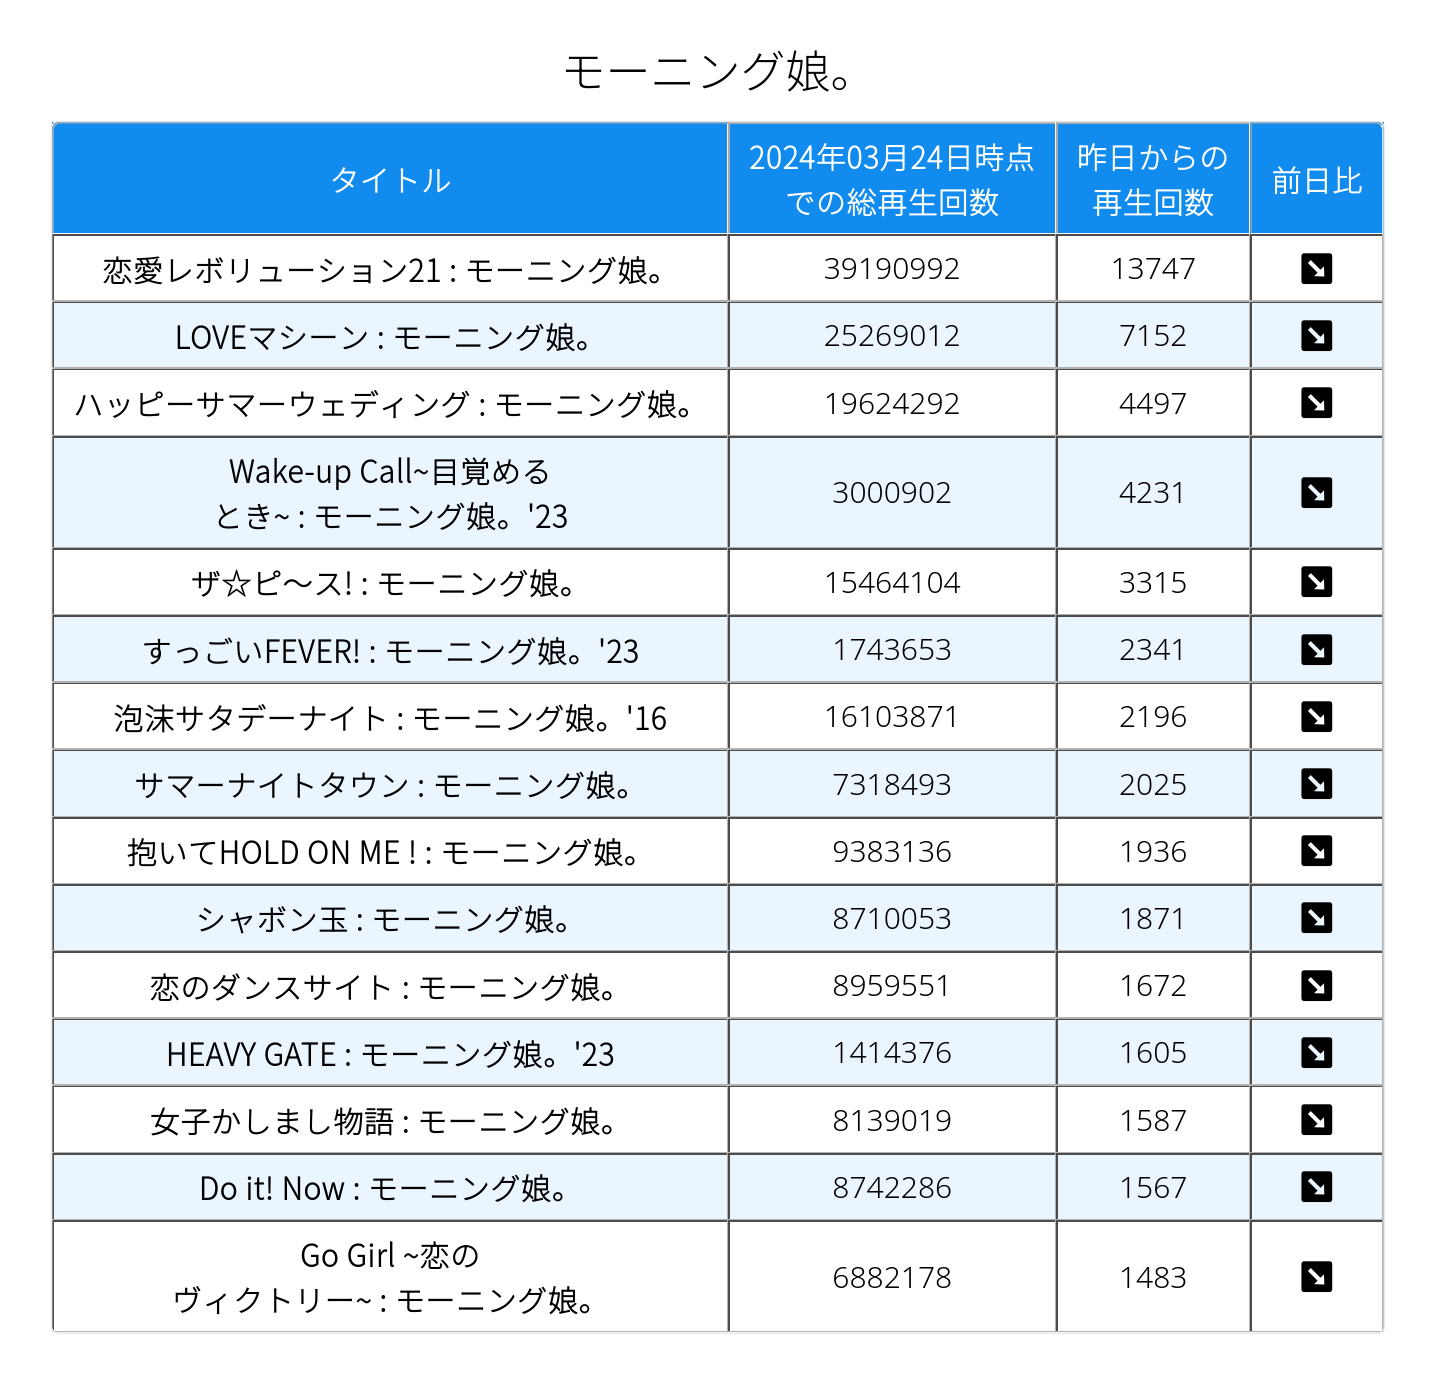 モーニング娘。
タイトル
2024年03月24日時点
での総再生回数
昨日からの
再生回数
前日比
恋愛レボリューション21 : モーニング娘。 39190992 13747
LOVEマシーン : モーニング娘。 25269012 7152
ハッピーサマーウェディング : モーニング娘。 19624292 4497
Wake-up Call~目覚める
とき~ : モーニング娘。'23 3000902 4231
ザ☆ピ〜ス! : モーニング娘。 15464104 3315
すっごいFEVER! : モーニング娘。'23 1743653 2341
泡沫サタデーナイト : モーニング娘。'16 16103871 2196
サマーナイトタウン : モーニング娘。 7318493 2025
抱いてHOLD ON ME ! : モーニング娘。 9383136 1936
シャボン玉 : モーニング娘。 8710053 1871
恋のダンスサイト : モーニング娘。 8959551 1672
HEAVY GATE : モーニング娘。'23 1414376 1605
女子かしまし物語 : モーニング娘。 8139019 1587
Do it! Now : モーニング娘。 8742286 1567
Go Girl ~恋の
ヴィクトリー~ : モーニング娘。 6882178 1483